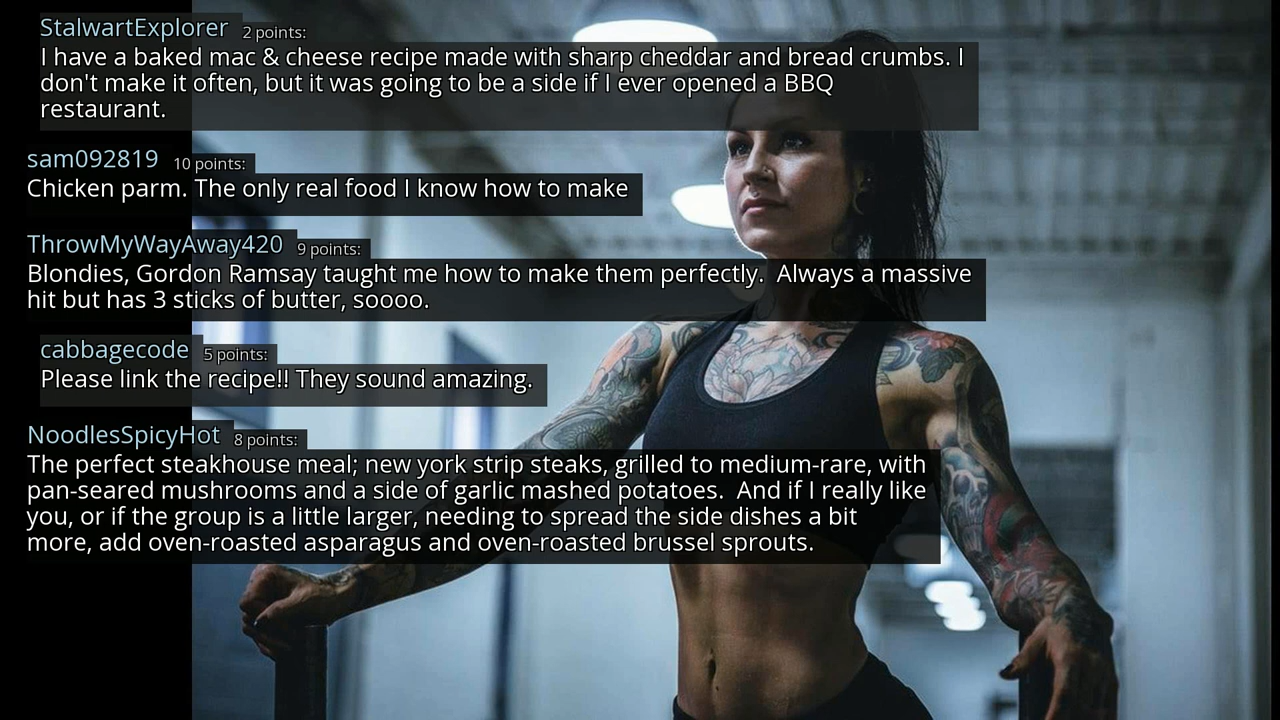 StalwartExplorer 2 points:
I have a baked mac & cheese recipe made with sharp cheddar and bread crumbs. I
don't make it often, but it was going to be a side if I ever opened a BBQ
restaurant.
sam092819 10 points:
Chicken parm. The only real food I know how to make
ThrowMyWayAway420 9 points:
Blondies, Gordon Ramsay taught me how to make them perfectly.  Always a massive
hit but has 3 sticks of butter, soooo.
cabbagecode 5 points:
Please link the recipe!! They sound amazing.
NoodlesSpicyHot 8 points:
The perfect steakhouse meal; new york strip steaks, grilled to medium-rare, with
pan-seared mushrooms and a side of garlic mashed potatoes.  And if I really like
you, or if the group is a little larger, needing to spread the side dishes a bit
more, add oven-roasted asparagus and oven-roasted brussel sprouts.